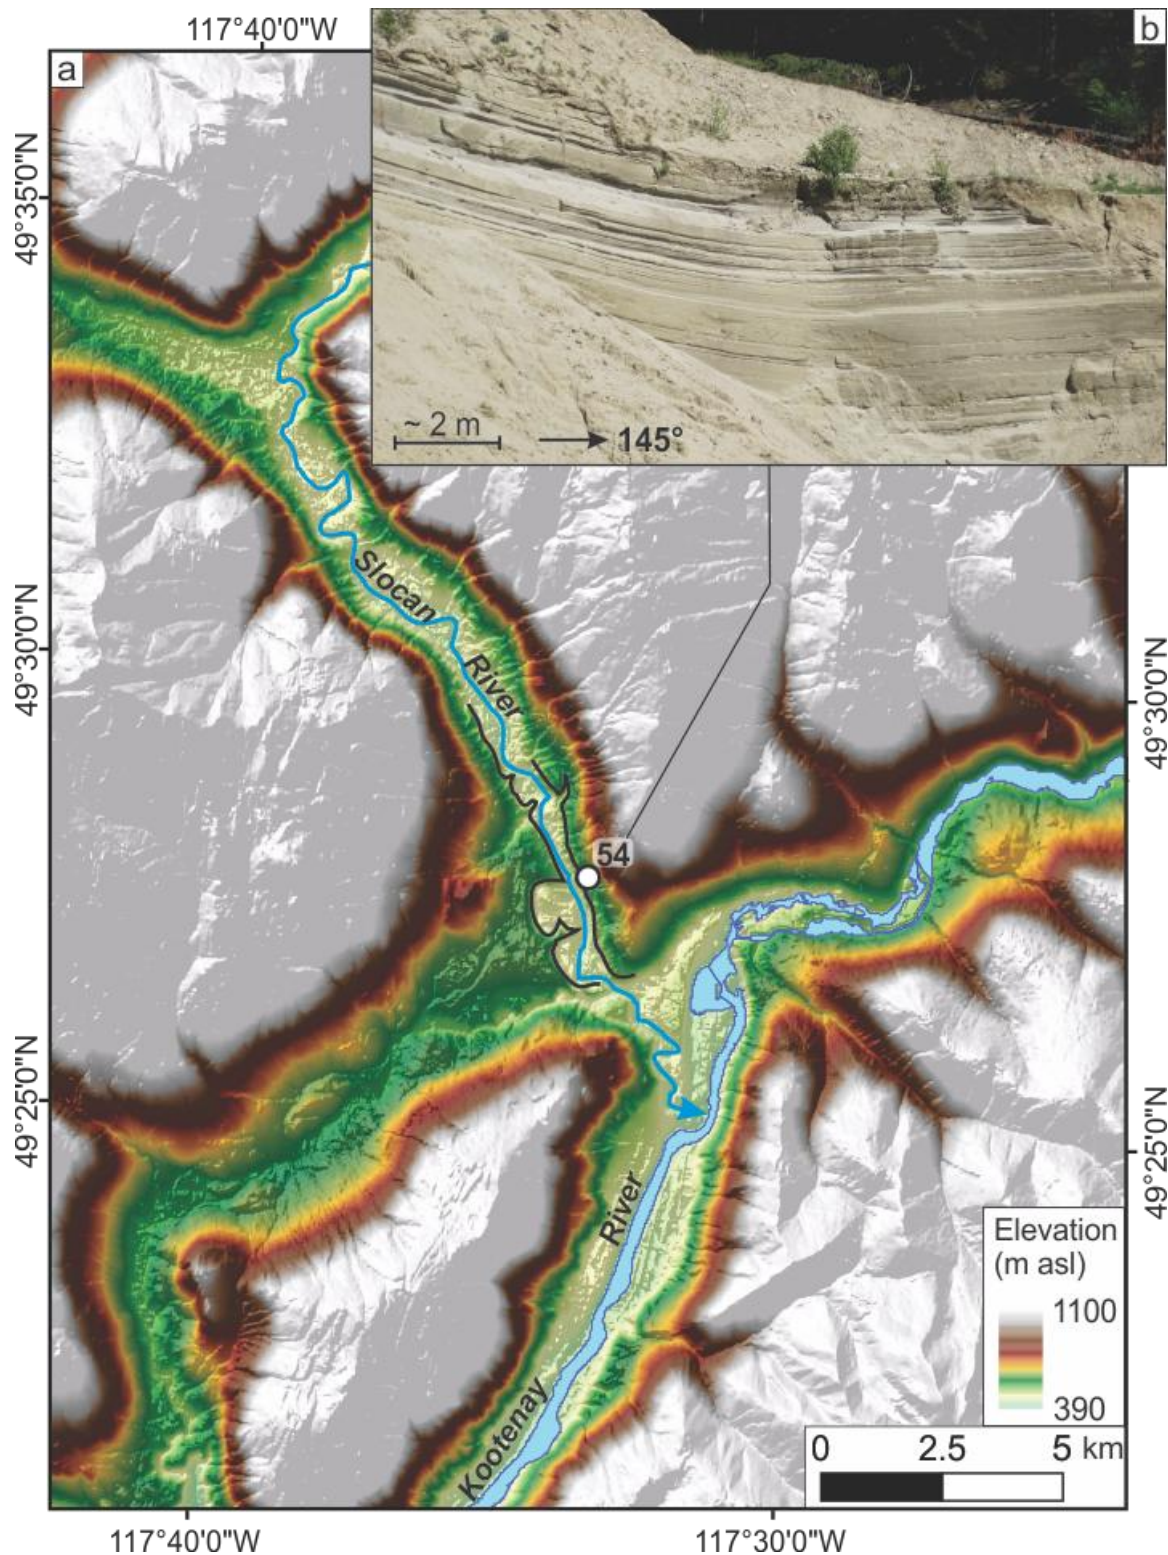 117°40'0"W
a
b
49°35'0"N
~ 2 m
145°
Slocan
River
49°30'0"N
49°30'0"N
54
49°25'0"N
49°25'0"N
River
Kootenay
Elevation
(m asl)
1100
390
0 2.5 5 km
117°40'0"W
117°30'0"W